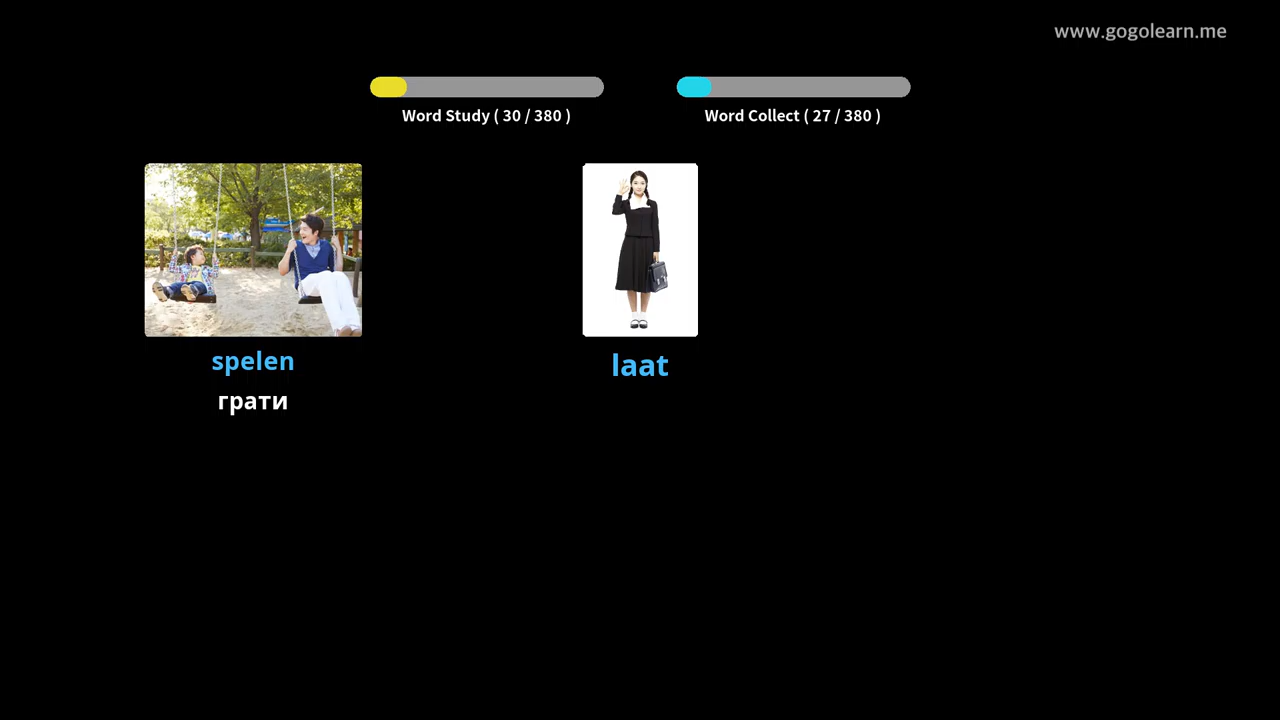 www.gogolearn.me
Word Study ( 30 / 380 )
Word Collect ( 27 / 380 )
spelen
грати
laat